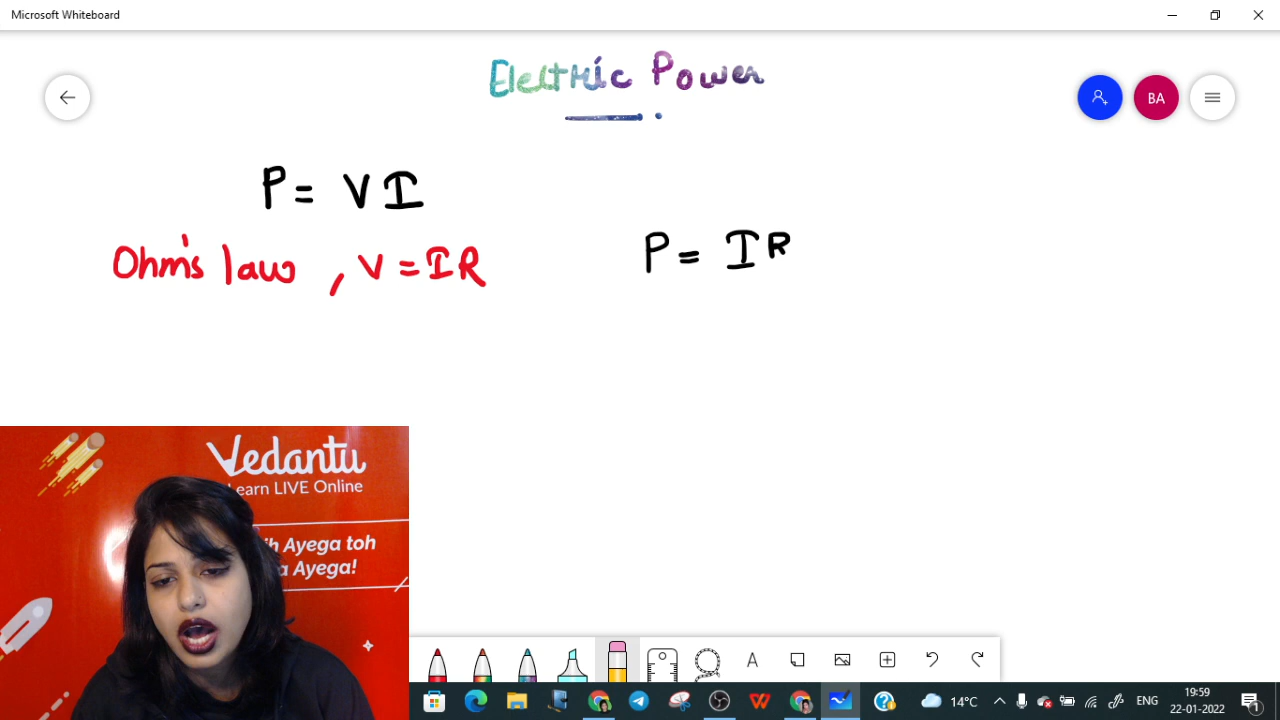 Microsoft Whiteboard
Electric Power
BA
P = VI
Ohm's law , V = IR
P = IR
Vedantu
Learn LIVE Online
Ayega toh
Ayega!
A
14°C
ENG
19:59
22-01-2022
1